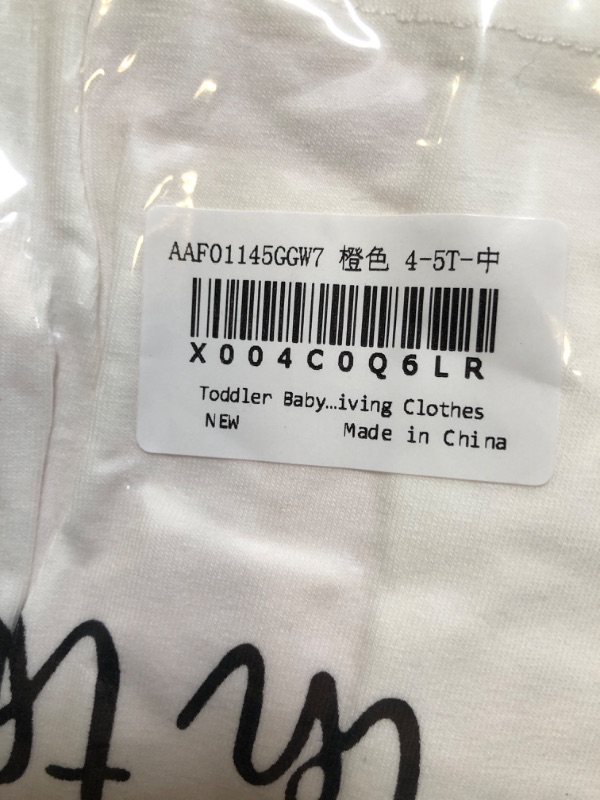 AAF01145GGW7 橙色 4-5T-中
X004C0Q6LR
Toddler Baby...iving Clothes
NEW Made in China